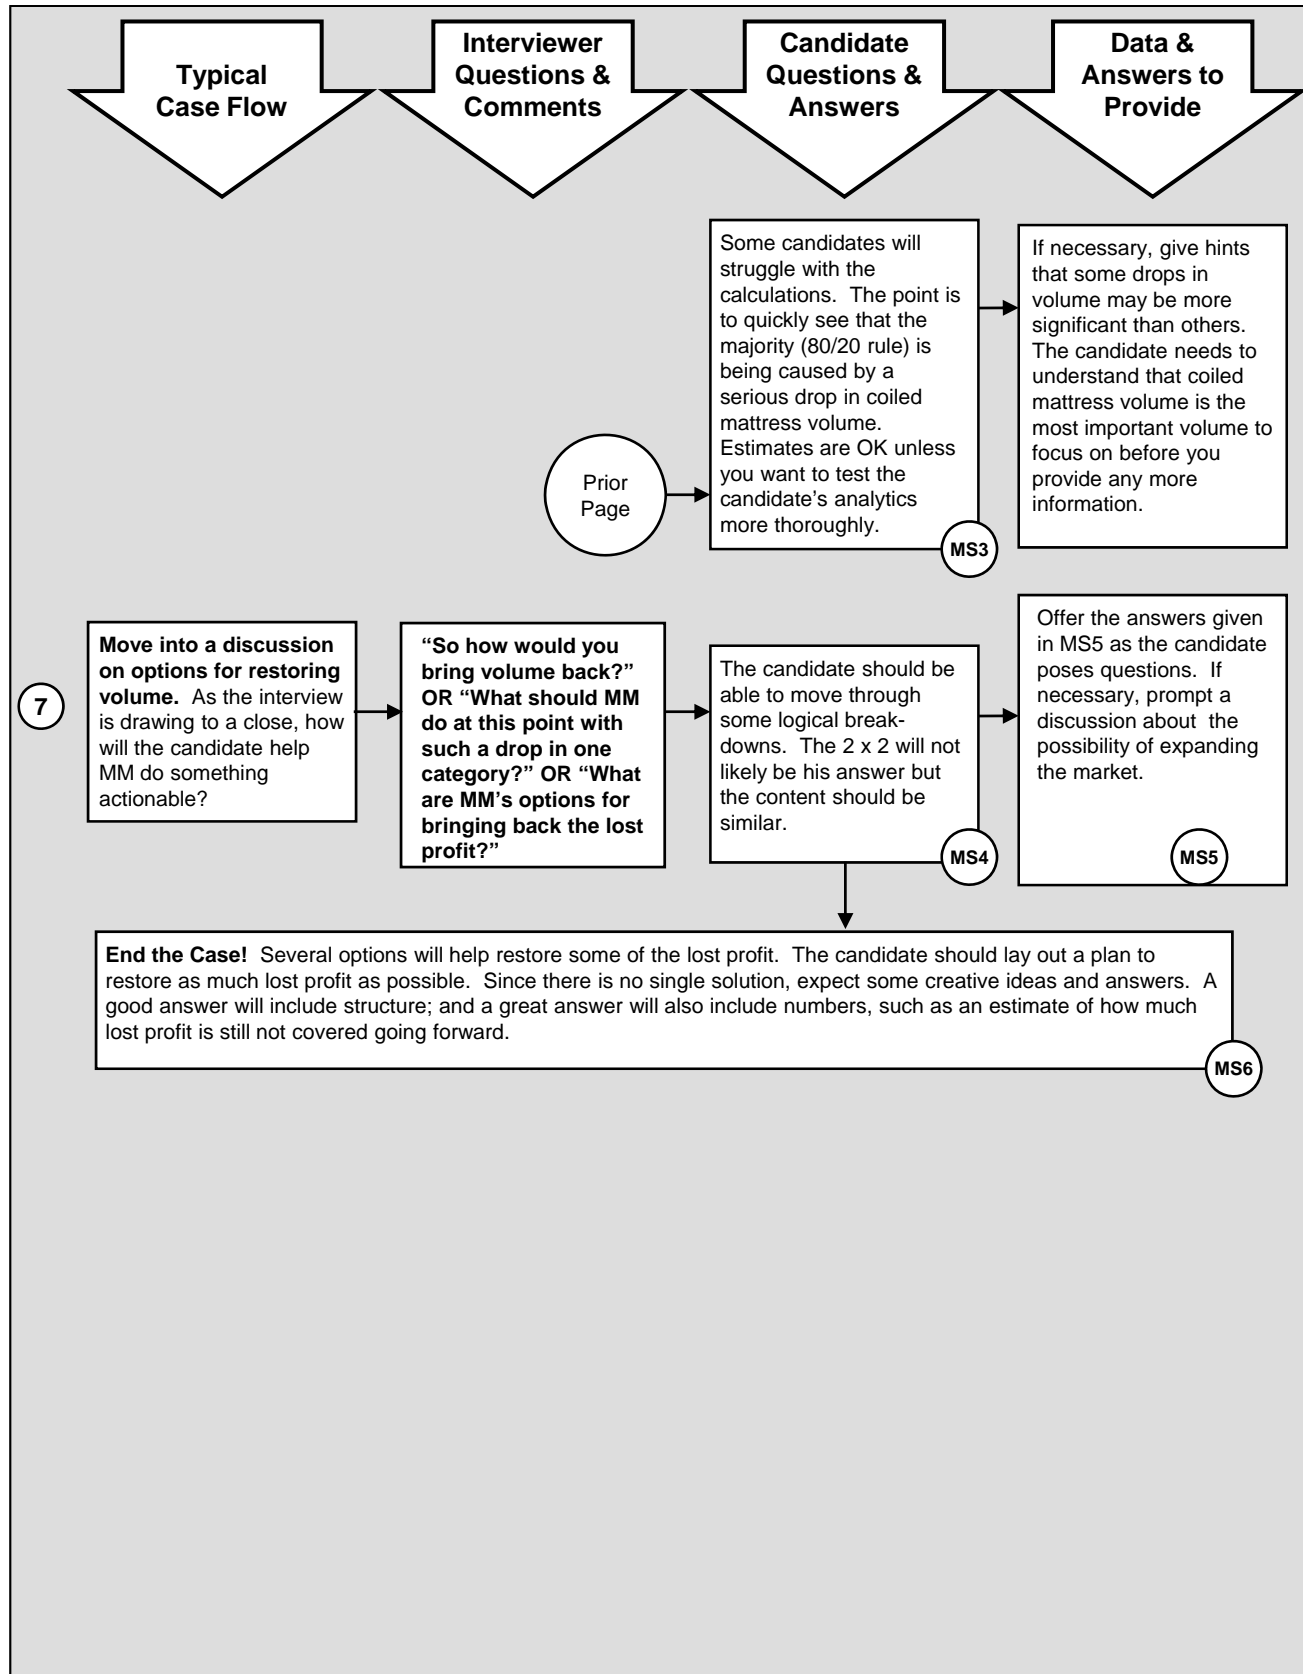 Typical
Case Flow
Interviewer
Questions &
Comments
Candidate
Questions &
Answers
Data &
Answers to
Provide
Prior
Page
Some candidates will
struggle with the
calculations.  The point is
to quickly see that the
majority (80/20 rule) is
being caused by a
serious drop in coiled
mattress volume.
Estimates are OK unless
you want to test the
candidate’s analytics
more thoroughly.
MS3
If necessary, give hints
that some drops in
volume may be more
significant than others.
The candidate needs to
understand that coiled
mattress volume is the
most important volume to
focus on before you
provide any more
information.
7
Move into a discussion
on options for restoring
volume.  As the interview
is drawing to a close, how
will the candidate help
MM do something
actionable?
“So how would you
bring volume back?”
OR “What should MM
do at this point with
such a drop in one
category?” OR “What
are MM’s options for
bringing back the lost
profit?”
The candidate should be
able to move through
some logical break-
downs.  The 2 x 2 will not
likely be his answer but
the content should be
similar.
MS4
Offer the answers given
in MS5 as the candidate
poses questions.  If
necessary, prompt a
discussion about  the
possibility of expanding
the market.
MS5
End the Case!  Several options will help restore some of the lost profit.  The candidate should lay out a plan to
restore as much lost profit as possible.  Since there is no single solution, expect some creative ideas and answers.  A
good answer will include structure; and a great answer will also include numbers, such as an estimate of how much
lost profit is still not covered going forward.
MS6